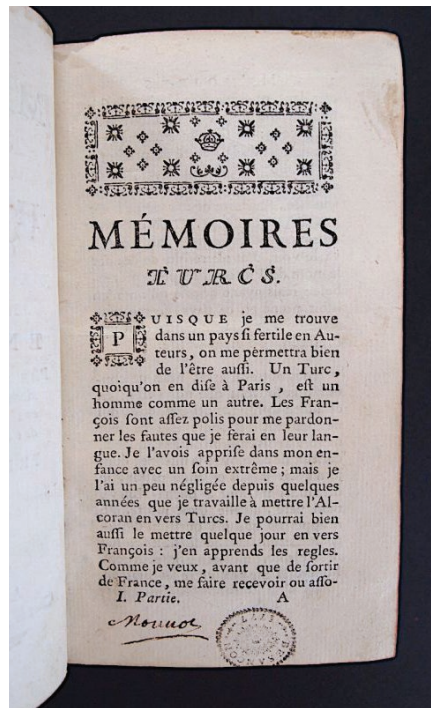 MÉMOIRES
TURCS.
PUISQUE je me trouve
dans un pays si fertile en Au-
teurs, on me permettra bien
de l'être aussi. Un Turc,
quoiqu'on en dise à Paris, est un
homme comme un autre. Les Fran-
çois sont assez polis pour me pardon-
ner les fautes que je ferai en leur lan-
gue. Je l'avois apprise dans mon en-
fance avec un soin extrême; mais je
l'ai un peu négligée depuis quelques
années que je travaille à mettre l'Al-
coran en vers Turcs. Je pourrai bien
aussi le mettre quelque jour en vers
François : j'en apprends les regles.
Comme je veux, avant que de sortir
de France, me faire recevoir ou asso-
I. Partie. A